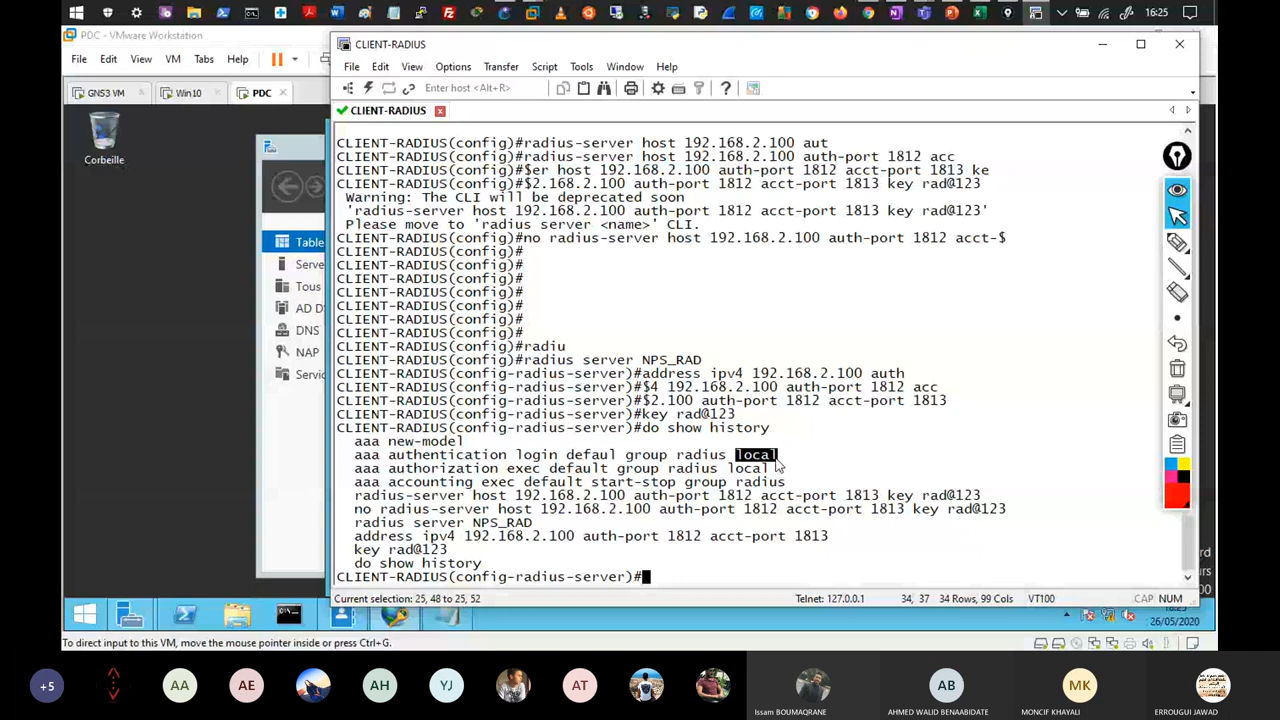 16:25
PDC - VMware Workstation
File Edit View VM Tabs Help
GNS3 VM
Win10
PDC
Corbeille
Table
Serve
Tous
AD D
DNS
NAP
Servic
CLIENT-RADIUS
File Edit View Options Transfer Script Tools Window Help
Enter host <Alt+R>
CLIENT-RADIUS
CLIENT-RADIUS(config)#radius-server host 192.168.2.100 aut
CLIENT-RADIUS(config)#radius-server host 192.168.2.100 auth-port 1812 acc
CLIENT-RADIUS(config)#$er host 192.168.2.100 auth-port 1812 acct-port 1813 ke
CLIENT-RADIUS(config)#$2.168.2.100 auth-port 1812 acct-port 1813 key rad@123
Warning: The CLI will be deprecated soon
'radius-server host 192.168.2.100 auth-port 1812 acct-port 1813 key rad@123'
Please move to 'radius server <name>' CLI.
CLIENT-RADIUS(config)#no radius-server host 192.168.2.100 auth-port 1812 acct-$
CLIENT-RADIUS(config)#
CLIENT-RADIUS(config)#
CLIENT-RADIUS(config)#
CLIENT-RADIUS(config)#
CLIENT-RADIUS(config)#
CLIENT-RADIUS(config)#
CLIENT-RADIUS(config)#
CLIENT-RADIUS(config)#radiu
CLIENT-RADIUS(config)#radius server NPS_RAD
CLIENT-RADIUS(config-radius-server)#address ipv4 192.168.2.100 auth
CLIENT-RADIUS(config-radius-server)#$4 192.168.2.100 auth-port 1812 acc
CLIENT-RADIUS(config-radius-server)#$2.100 auth-port 1812 acct-port 1813
CLIENT-RADIUS(config-radius-server)#key rad@123
CLIENT-RADIUS(config-radius-server)#do show history
aaa new-model
aaa authentication login defaul group radius local
aaa authorization exec default group radius local
aaa accounting exec default start-stop group radius
radius-server host 192.168.2.100 auth-port 1812 acct-port 1813 key rad@123
no radius-server host 192.168.2.100 auth-port 1812 acct-port 1813 key rad@123
radius server NPS_RAD
address ipv4 192.168.2.100 auth-port 1812 acct-port 1813
key rad@123
do show history
CLIENT-RADIUS(config-radius-server)#
Current selection: 25, 48 to 25, 52
Telnet: 127.0.0.1
34, 37
34 Rows, 99 Cols
VT100
CAP NUM
26/05/2020
To direct input to this VM, move the mouse pointer inside or press Ctrl+G.
+5
AA
AE
AH
YJ
AT
AB
MK
Issam BOUMAQRANE
AHMED WALID BENAABIDATE
MONCIF KHAYALI
ERROUGUI JAWAD